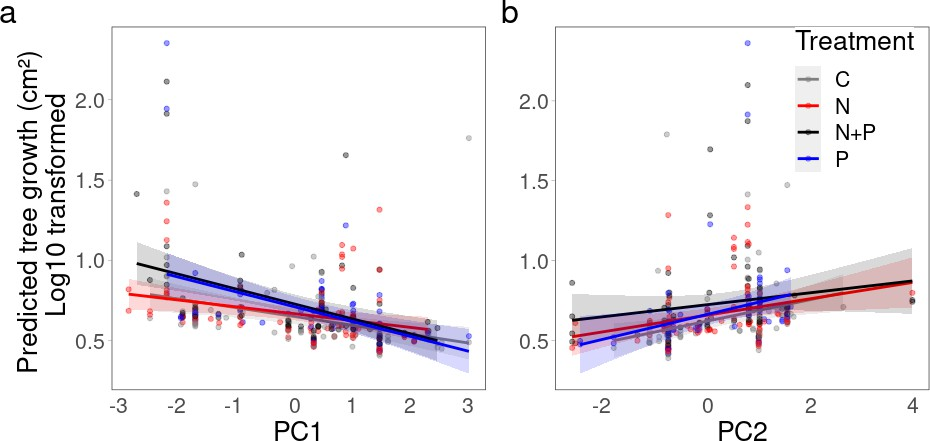 a
b
Predicted tree growth (cm²)
Log10 transformed
2.0
1.5
1.0
0.5
-3 -2 -1 0 1 2 3
PC1
Treatment
C
N
N+P
P
2.0
1.5
1.0
0.5
-2 0 2 4
PC2